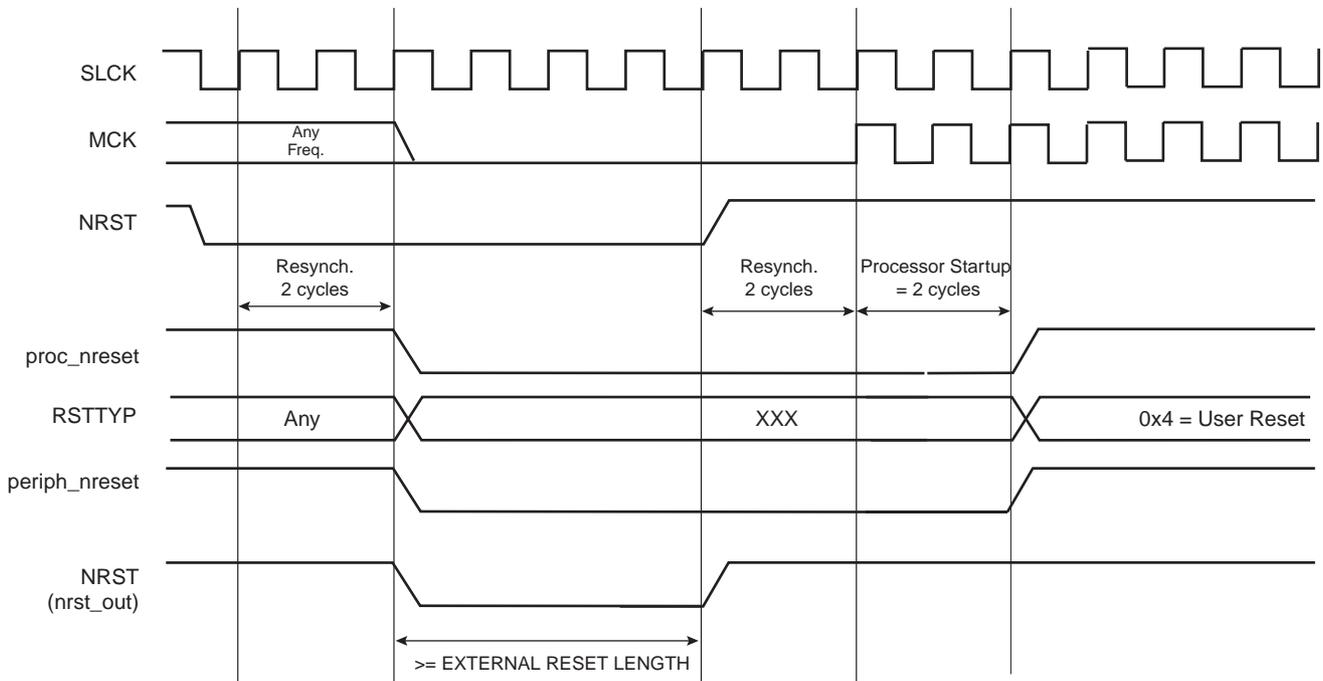 SLCK
MCK
Any
Freq.
NRST
Resynch.
2 cycles
Resynch.
2 cycles
Processor Startup
= 2 cycles
proc_nreset
RSTTYP
Any
XXX
0x4 = User Reset
periph_nreset
NRST
(nrst_out)
>= EXTERNAL RESET LENGTH